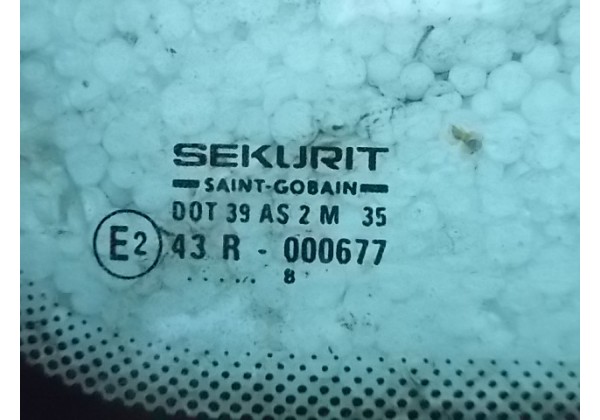 SEKURIT
SAINT-GOBAIN
DOT 39 AS 2 M 35
E2 43 R - 000677
..... 8